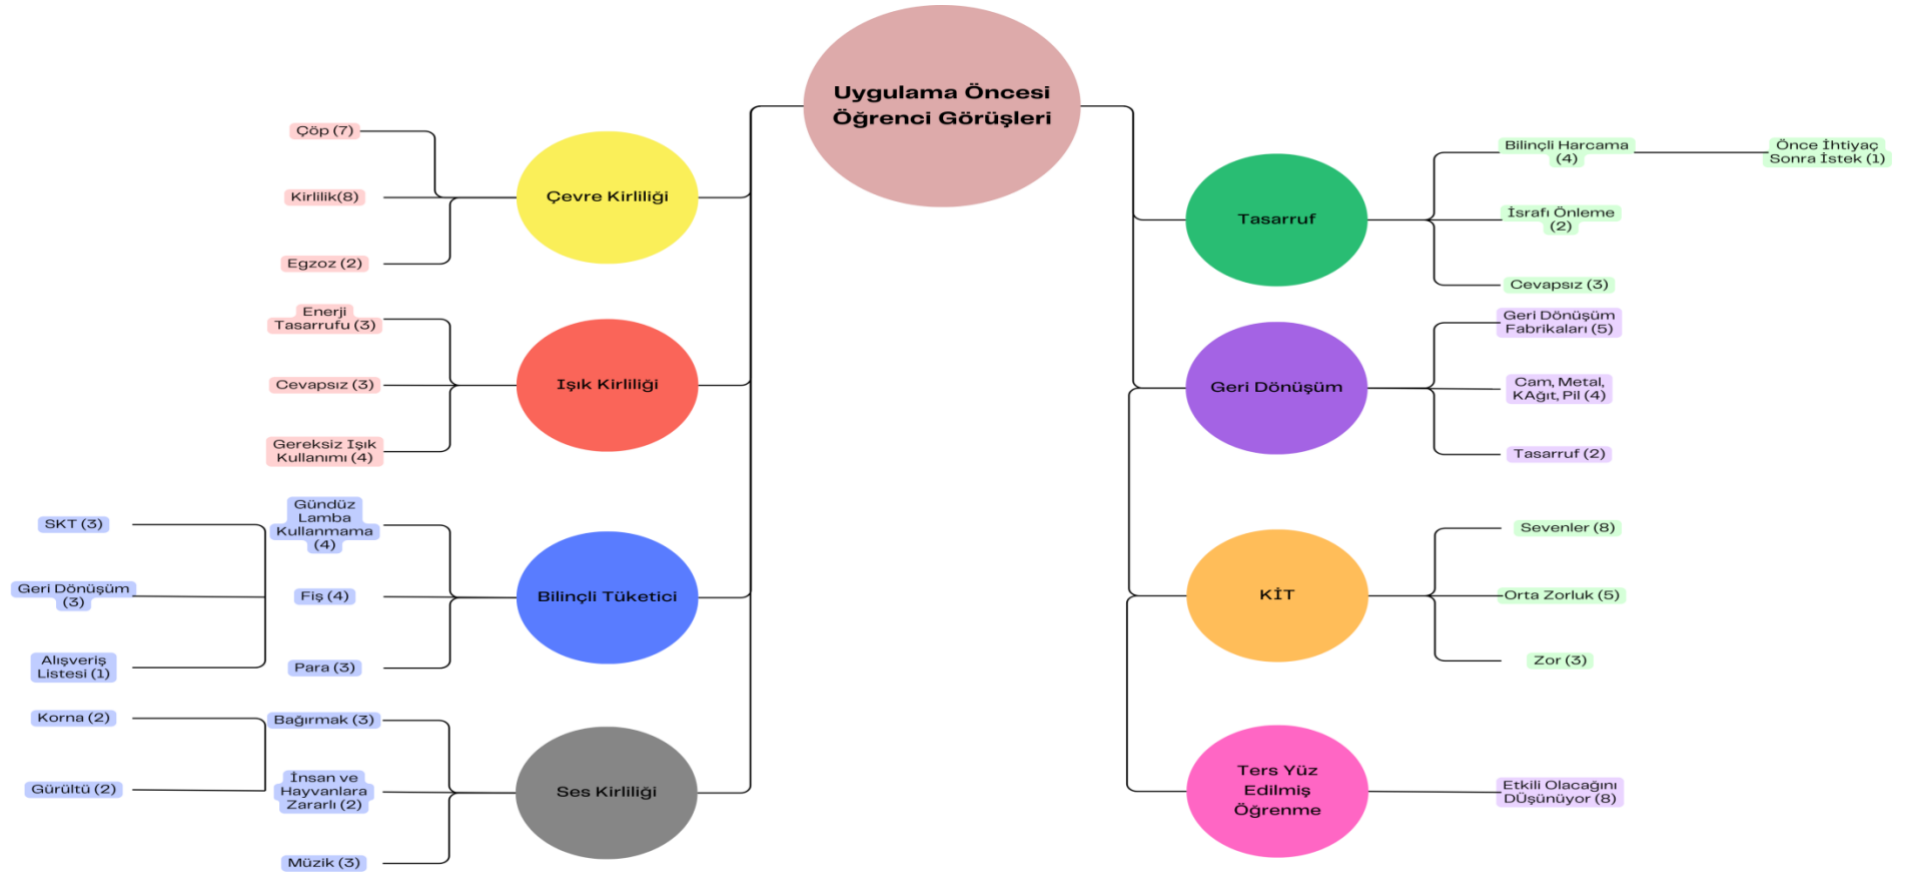 Uygulama Öncesi
Öğrenci Görüşleri
Çevre Kirliliği
Çöp (7)
Kirlilik(8)
Egzoz (2)
Işık Kirliliği
Enerji
Tasarrufu (3)
Cevapsız (3)
Gereksiz Işık
Kullanımı (4)
Bilinçli Tüketici
Gündüz
Lamba
Kullanmama
(4)
Fiş (4)
Para (3)
SKT (3)
Geri Dönüşüm
(3)
Alışveriş
Listesi (1)
Ses Kirliliği
Bağırmak (3)
İnsan ve
Hayvanlara
Zararlı (2)
Müzik (3)
Korna (2)
Gürültü (2)
Tasarruf
Bilinçli Harcama
(4)
Önce İhtiyaç
Sonra İstek (1)
İsrafı Önleme
(2)
Cevapsız (3)
Geri Dönüşüm
Geri Dönüşüm
Fabrikaları (5)
Cam, Metal,
KAğıt, Pil (4)
Tasarruf (2)
KİT
Sevenler (8)
Orta Zorluk (5)
Zor (3)
Ters Yüz
Edilmiş
Öğrenme
Etkili Olacağını
DÜşünüyor (8)